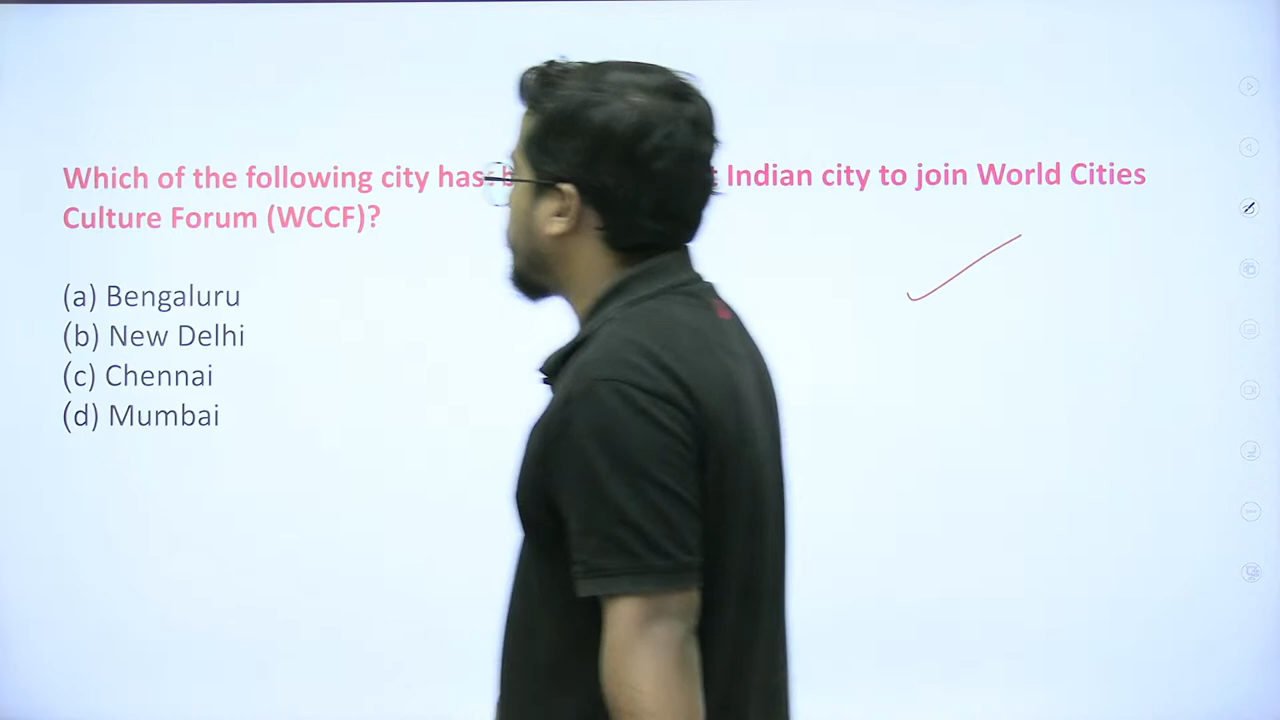 Which of the following city has Indian city to join World Cities
Culture Forum (WCCF)?
(a) Bengaluru
(b) New Delhi
(c) Chennai
(d) Mumbai